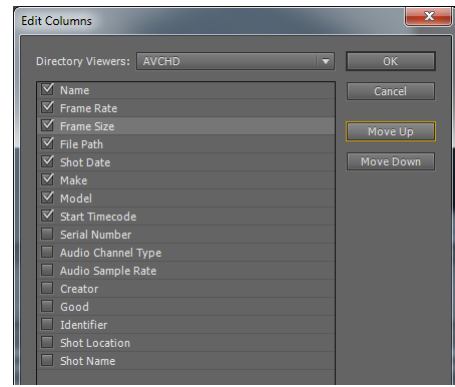 Edit Columns
Directory Viewers: AVCHD
OK
Name
Cancel
Frame Rate
Frame Size
Move Up
File Path
Shot Date
Move Down
Make
Model
Start Timecode
Serial Number
Audio Channel Type
Audio Sample Rate
Creator
Good
Identifier
Shot Location
Shot Name